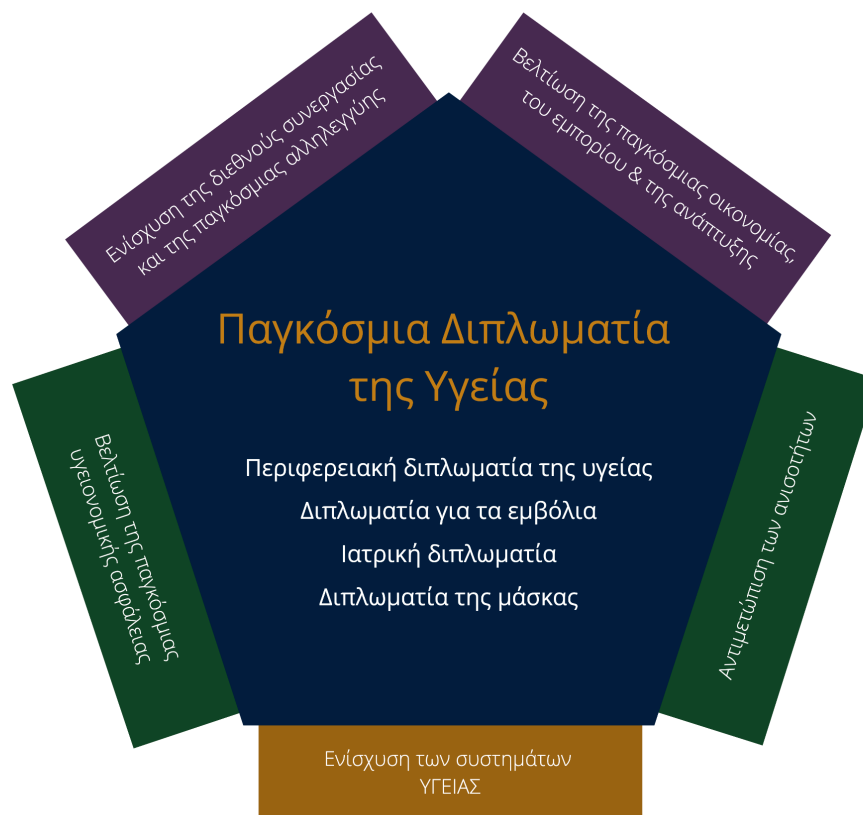 Ενίσχυση της διεθνούς συνεργασίας
και της παγκόσμιας αλληλεγγύης
Βελτίωση της παγκόσμιας οικονομίας,
του εμπορίου & της ανάπτυξης
Παγκόσμια Διπλωματία
της Υγείας
Περιφερειακή διπλωματία της υγείας
Διπλωματία για τα εμβόλια
Ιατρική διπλωματία
Διπλωματία της μάσκας
Βελτίωση της παγκόσμιας
υγειονομικής ασφάλειας
Αντιμετώπιση των ανισοτήτων
Ενίσχυση των συστημάτων
ΥΓΕΙΑΣ